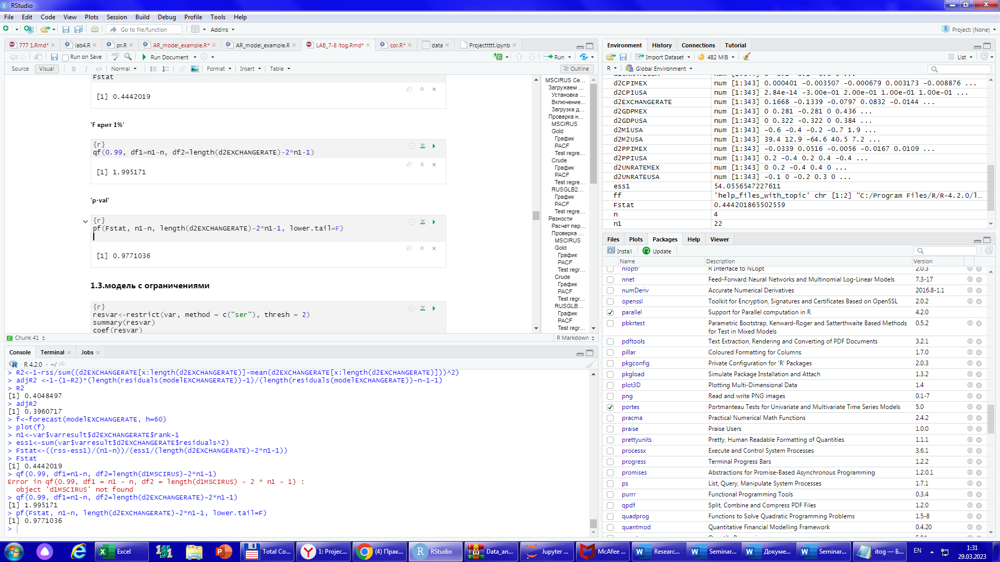 RStudio
File Edit Code View Plots Session Build Debug Profile Tools Help
Go to file/function Addins Project: (None)
777 1.Rmd* lab4.R pr.R AR_model_example.R* AR_model_example.R LAB_7-8 itog.Rmd* cor.R* data Projecttttt.ipynb
Run on Save ABC Run Document Run
Source Visual B I </> Normal Format Insert Table Outline
Fstat
[1] 0.4442019
'F крит 1%'
{r}
qf(0.99, df1=n1-n, df2=length(d2EXCHANGERATE)-2*n1-1)
[1] 1.995171
'p-val'
{r}
pf(Fstat, n1-n, length(d2EXCHANGERATE)-2*n1-1, lower.tail=F)
[1] 0.9771036
1.3.модель с ограничениями
{r}
resvar<-restrict(var, method = c("ser"), thresh = 2)
summary(resvar)
coef(resvar)
MSCIRUS Ce...
Загружаем ...
Установка ...
Включение...
Загрузка д...
Проверка н...
MSCIRUS
Gold
График
PACF
Test regre...
Crude
График
PACF
Test regre...
RUSGLB2...
График
PACF
Test regre...
Разности
Расчет пер...
Проверка ...
MSCIRUS
Gold
График
PACF
Test regr...
Crude
График
PACF
Test regr...
RUSGLB...
График
PACF
Test regr...
Chunk 41 R Markdown
Console Terminal Jobs
R 4.2.0 · ~/
> R2<-1-rss/sum((d2EXCHANGERATE[x:length(d2EXCHANGERATE)]-mean(d2EXCHANGERATE[x:length(d2EXCHANGERATE)]))^2)
> adjR2 <-1-(1-R2)*(length(residuals(modelEXCHANGERATE))-1)/(length(residuals(modelEXCHANGERATE))-n-1-1)
> R2
[1] 0.4048497
> adjR2
[1] 0.3960717
> f<-forecast(modelEXCHANGERATE, h=60)
> plot(f)
> n1<-var$varresult$d2EXCHANGERATE$rank-1
> ess1<-sum(var$varresult$d2EXCHANGERATE$residuals^2)
> Fstat<-((rss-ess1)/(n1-n))/(ess1/(length(d2EXCHANGERATE)-2*n1-1))
> Fstat
[1] 0.4442019
> qf(0.99, df1=n1-n, df2=length(d1MSCIRUS)-2*n1-1)
Error in qf(0.99, df1 = n1 - n, df2 = length(d1MSCIRUS) - 2 * n1 - 1) :
object 'd1MSCIRUS' not found
> qf(0.99, df1=n1-n, df2=length(d2EXCHANGERATE)-2*n1-1)
[1] 1.995171
> pf(Fstat, n1-n, length(d2EXCHANGERATE)-2*n1-1, lower.tail=F)
[1] 0.9771036
>
Environment History Connections Tutorial
Import Dataset 482 MiB List
R Global Environment
d2CPIMEX num [1:343] 0.000401 -0.003507 -0.000679 0.003173 -0.008876 ...
d2CPIUSA num [1:343] 2.84e-14 -3.00e-01 2.00e-01 1.00e-01 1.00e-01 ...
d2EXCHANGERATE num [1:343] 0.1668 -0.1339 -0.0797 0.0832 -0.0144 ...
d2GDPMEX num [1:343] 0 0.281 -0.281 0 0.436 ...
d2GDPUSA num [1:343] 0 0.322 -0.322 0 0.384 ...
d2M1USA num [1:343] -0.6 -0.4 -0.2 -0.7 1.9 ...
d2M2USA num [1:343] 39.4 12.9 -64.6 40.5 7.2 ...
d2PPIMEX num [1:343] -0.0339 0.0516 -0.0056 -0.0167 0.0109 ...
d2PPIUSA num [1:343] 0.2 -0.4 0.2 0.4 -0.4 ...
d2UNRATEMEX num [1:343] 0 0.2 -0.4 0.4 0 ...
d2UNRATEUSA num [1:343] -0.1 0 -0.2 0.3 0 ...
ess1 54.0556547227611
ff 'help_files_with_topic' chr [1:2] "C:/Program Files/R/R-4.2.0/l...
Fstat 0.444201865502559
n 4
n1 22
Files Plots Packages Help Viewer
Install Update
Name Description Version
nloptr R Interface to NLopt 2.0.3
nnet Feed-Forward Neural Networks and Multinomial Log-Linear Models 7.3-17
numDeriv Accurate Numerical Derivatives 2016.8-1.1
openssl Toolkit for Encryption, Signatures and Certificates Based on OpenSSL 2.0.2
parallel Support for Parallel computation in R 4.2.0
pbkrtest Parametric Bootstrap, Kenward-Roger and Satterthwaite Based Methods for Test in Mixed Models 0.5.2
pdftools Text Extraction, Rendering and Converting of PDF Documents 3.2.1
pillar Coloured Formatting for Columns 1.7.0
pkgconfig Private Configuration for 'R' Packages 2.0.3
pkgload Simulate Package Installation and Attach 1.3.2
plot3D Plotting Multi-Dimensional Data 1.4
png Read and write PNG images 0.1-7
portes Portmanteau Tests for Univariate and Multivariate Time Series Models 5.0
pracma Practical Numerical Math Functions 2.4.2
praise Praise Users 1.0.0
prettyunits Pretty, Human Readable Formatting of Quantities 1.1.1
processx Execute and Control System Processes 3.6.1
progress Terminal Progress Bars 1.2.2
promises Abstractions for Promise-Based Asynchronous Programming 1.2.0.1
ps List, Query, Manipulate System Processes 1.7.1
purrr Functional Programming Tools 0.3.4
qpdf Split, Combine and Compress PDF Files 1.2.0
quadprog Functions to Solve Quadratic Programming Problems 1.5-8
quantmod Quantitative Financial Modelling Framework 0.4.20
Excel Total Co... 1: Projec... (4) Прак... RStudio Data_an... Jupyter ... McAfee ... Researc... Seminar... Докуме... Seminar... itog — Б... EN 1:31
29.03.2023